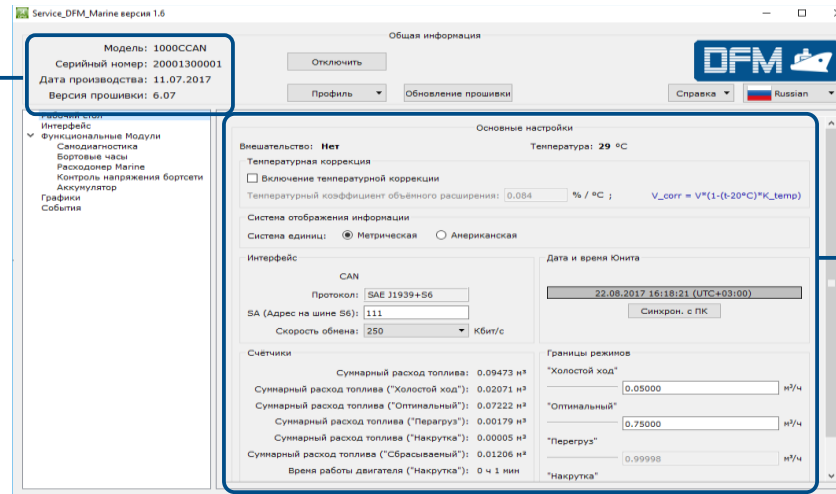 Service_DFM_Marine версия 1.6
Общая информация
Модель: 1000CCAN
Серийный номер: 20001300001
Дата производства: 11.07.2017
Версия прошивки: 6.07
Отключить
Профиль
Обновление прошивки
DFM
Справка
Russian
Рабочий стол
Интерфейс
Функциональные Модули
Самодиагностика
Бортовые часы
Расходомер Marine
Контроль напряжения бортсети
Аккумулятор
Графики
События
Основные настройки
Вмешательство: Нет
Температура: 29 °C
Температурная коррекция
Включение температурной коррекции
Температурный коэффициент объёмного расширения: 0.084 % / °C ; V_corr = V*(1-(t-20°C)*K_temp)
Система отображения информации
Система единиц: Метрическая Американская
Интерфейс
CAN
Протокол: SAE J1939+S6
SA (Адрес на шине S6): 111
Скорость обмена: 250 Кбит/с
Дата и время Юнита
22.08.2017 16:18:21 (UTC+03:00)
Синхрон. с ПК
Счётчики
Суммарный расход топлива: 0.09473 м³
Суммарный расход топлива ("Холостой ход"): 0.02071 м³
Суммарный расход топлива ("Оптимальный"): 0.07222 м³
Суммарный расход топлива ("Перегруз"): 0.00179 м³
Суммарный расход топлива ("Накрутка"): 0.00005 м³
Суммарный расход топлива ("Сбрасываемый"): 0.01206 м³
Время работы двигателя ("Накрутка"): 0 ч 1 мин
Границы режимов
"Холостой ход"
0.05000 м³/ч
"Оптимальный"
0.75000 м³/ч
"Перегруз"
0.99998 м³/ч
"Накрутка"